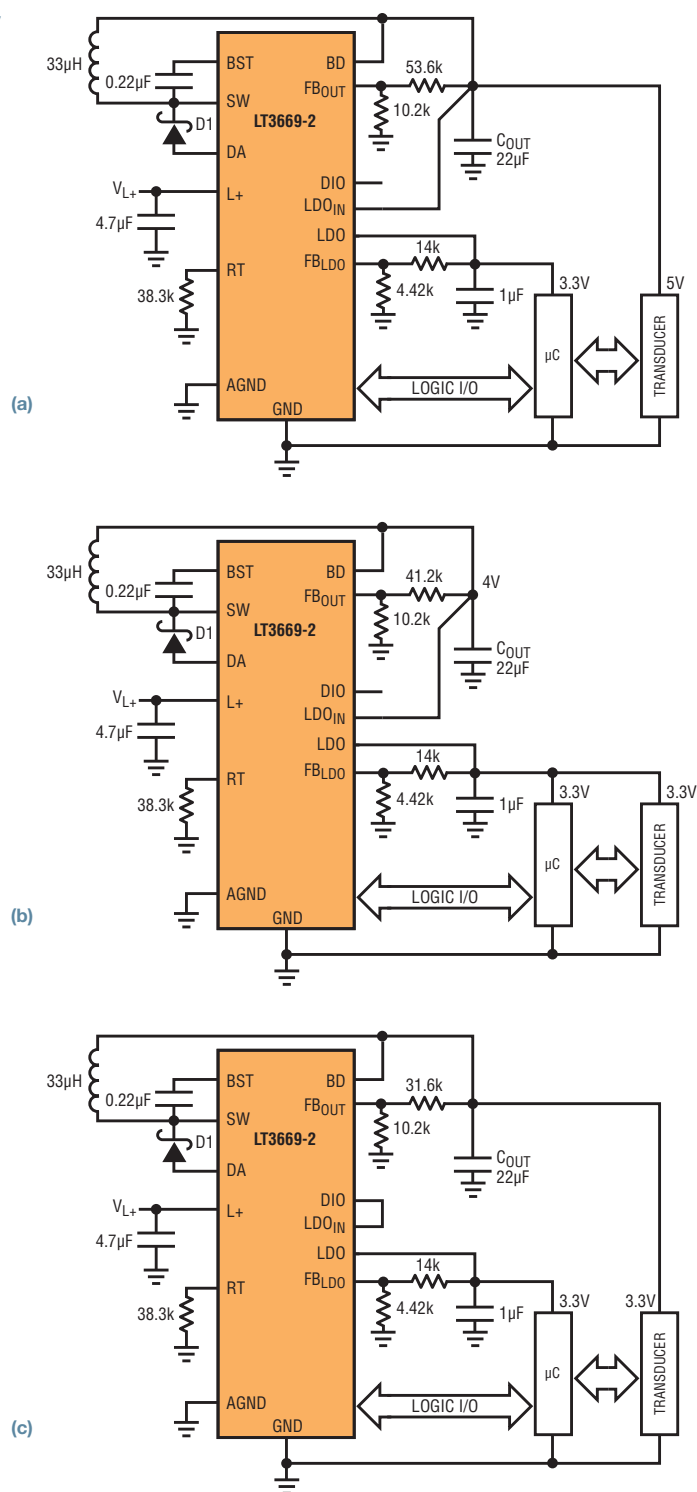 33µH
0.22µF
BST
SW
D1
DA
LT3669-2
BD
FBOUT
53.6k
10.2k
COUT
22µF
VL+
4.7µF
L+
DIO
LDOIN
LDO
FBLDO
14k
4.42k
1µF
RT
38.3k
3.3V
5V
µC
TRANSDUCER
LOGIC I/O
AGND
GND
(a)
33µH
0.22µF
BST
SW
D1
DA
LT3669-2
BD
FBOUT
41.2k
4V
10.2k
COUT
22µF
VL+
4.7µF
L+
DIO
LDOIN
LDO
FBLDO
14k
4.42k
1µF
RT
38.3k
3.3V
3.3V
µC
TRANSDUCER
LOGIC I/O
AGND
GND
(b)
33µH
0.22µF
BST
SW
D1
DA
LT3669-2
BD
FBOUT
31.6k
10.2k
COUT
22µF
VL+
4.7µF
L+
DIO
LDOIN
LDO
FBLDO
14k
4.42k
1µF
RT
38.3k
3.3V
3.3V
µC
TRANSDUCER
LOGIC I/O
AGND
GND
(c)